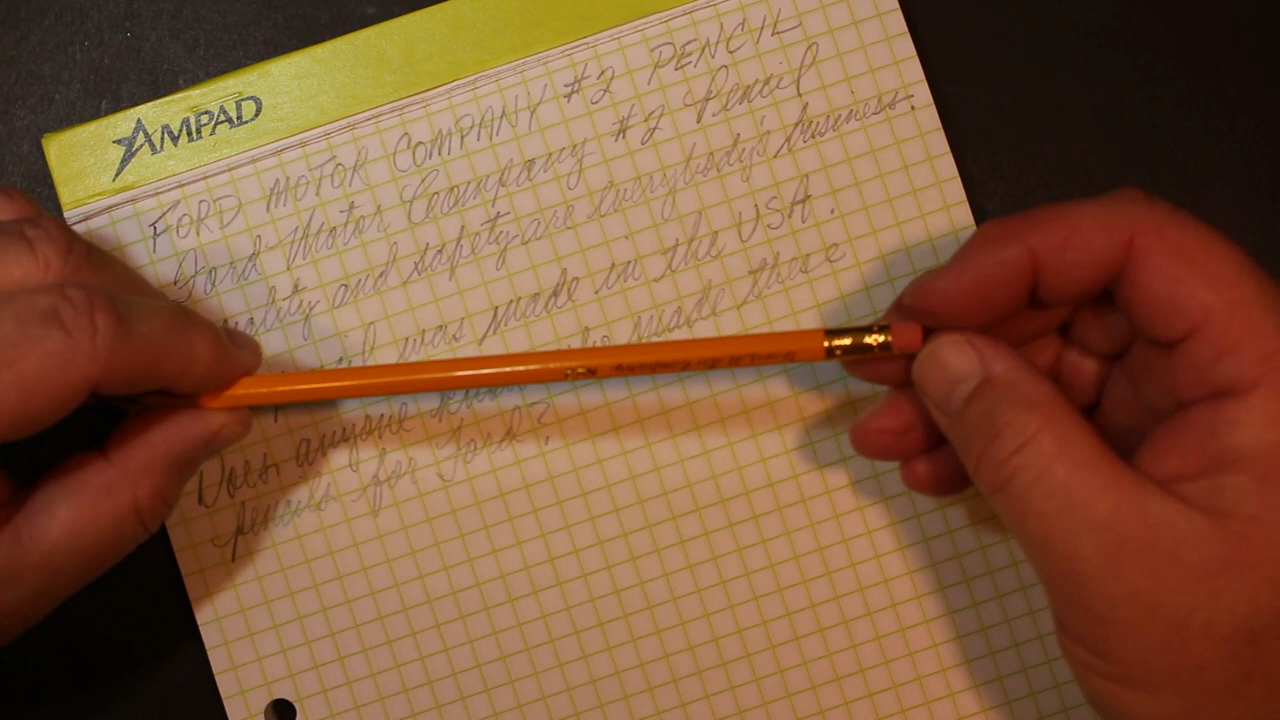 AMPAD
FORD MOTOR COMPANY #2 PENCIL
Ford Motor Company #2 Pencil
and safety are everybody's business.
was made in the USA.
Does anyone who made these
pencils for Ford?